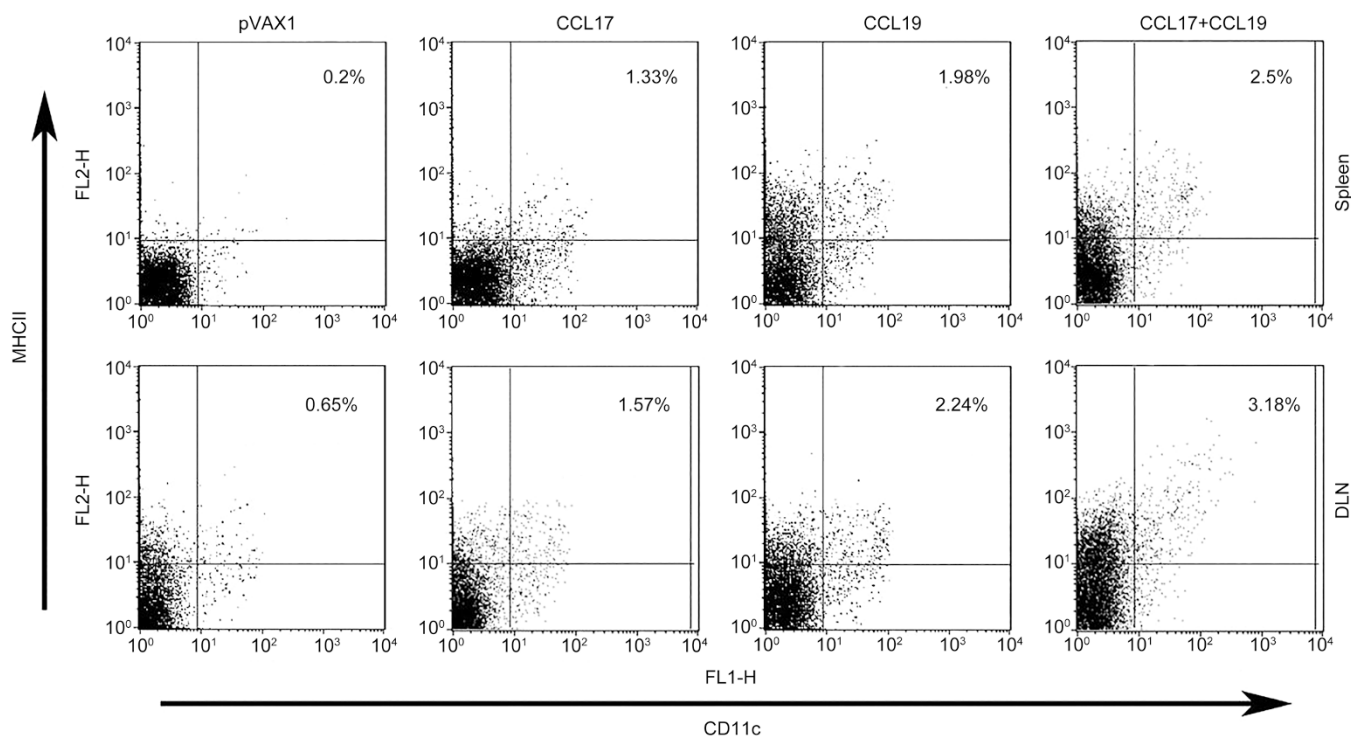 pVAX1 CCL17 CCL19 CCL17+CCL19
10⁴ 10⁴ 10⁴ 10⁴
0.2% 1.33% 1.98% 2.5%
10³ 10³ 10³ 10³
FL2-H
10² 10² 10² 10²
Spleen
10¹ 10¹ 10¹ 10¹
10⁰ 10⁰ 10⁰ 10⁰
10⁰ 10¹ 10² 10³ 10⁴ 10⁰ 10¹ 10² 10³ 10⁴ 10⁰ 10¹ 10² 10³ 10⁴ 10⁰ 10¹ 10² 10³ 10⁴
MHCII
10⁴ 10⁴ 10⁴ 10⁴
0.65% 1.57% 2.24% 3.18%
10³ 10³ 10³ 10³
FL2-H
10² 10² 10² 10²
DLN
10¹ 10¹ 10¹ 10¹
10⁰ 10⁰ 10⁰ 10⁰
10⁰ 10¹ 10² 10³ 10⁴ 10⁰ 10¹ 10² 10³ 10⁴ 10⁰ 10¹ 10² 10³ 10⁴ 10⁰ 10¹ 10² 10³ 10⁴
FL1-H
CD11c